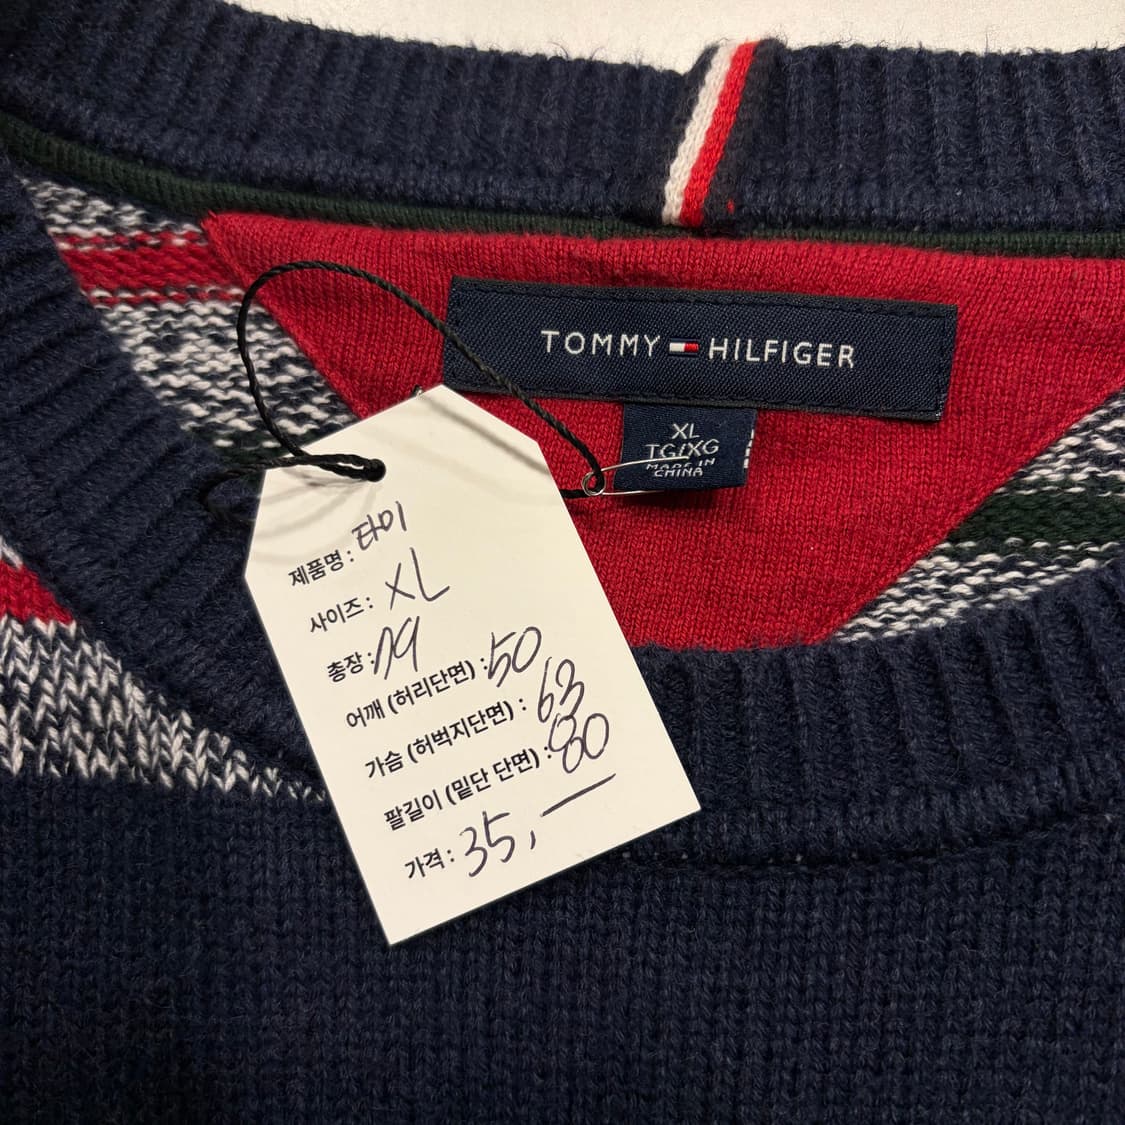 TOMMY HILFIGER
XL
TG/XG
MADE IN
CHINA
제품명: 타미
사이즈: XL
총장: 79
어깨 (허리단면) : 50
가슴 (허벅지단면) : 63
팔길이 (밑단 단면) : 80
가격: 35,—